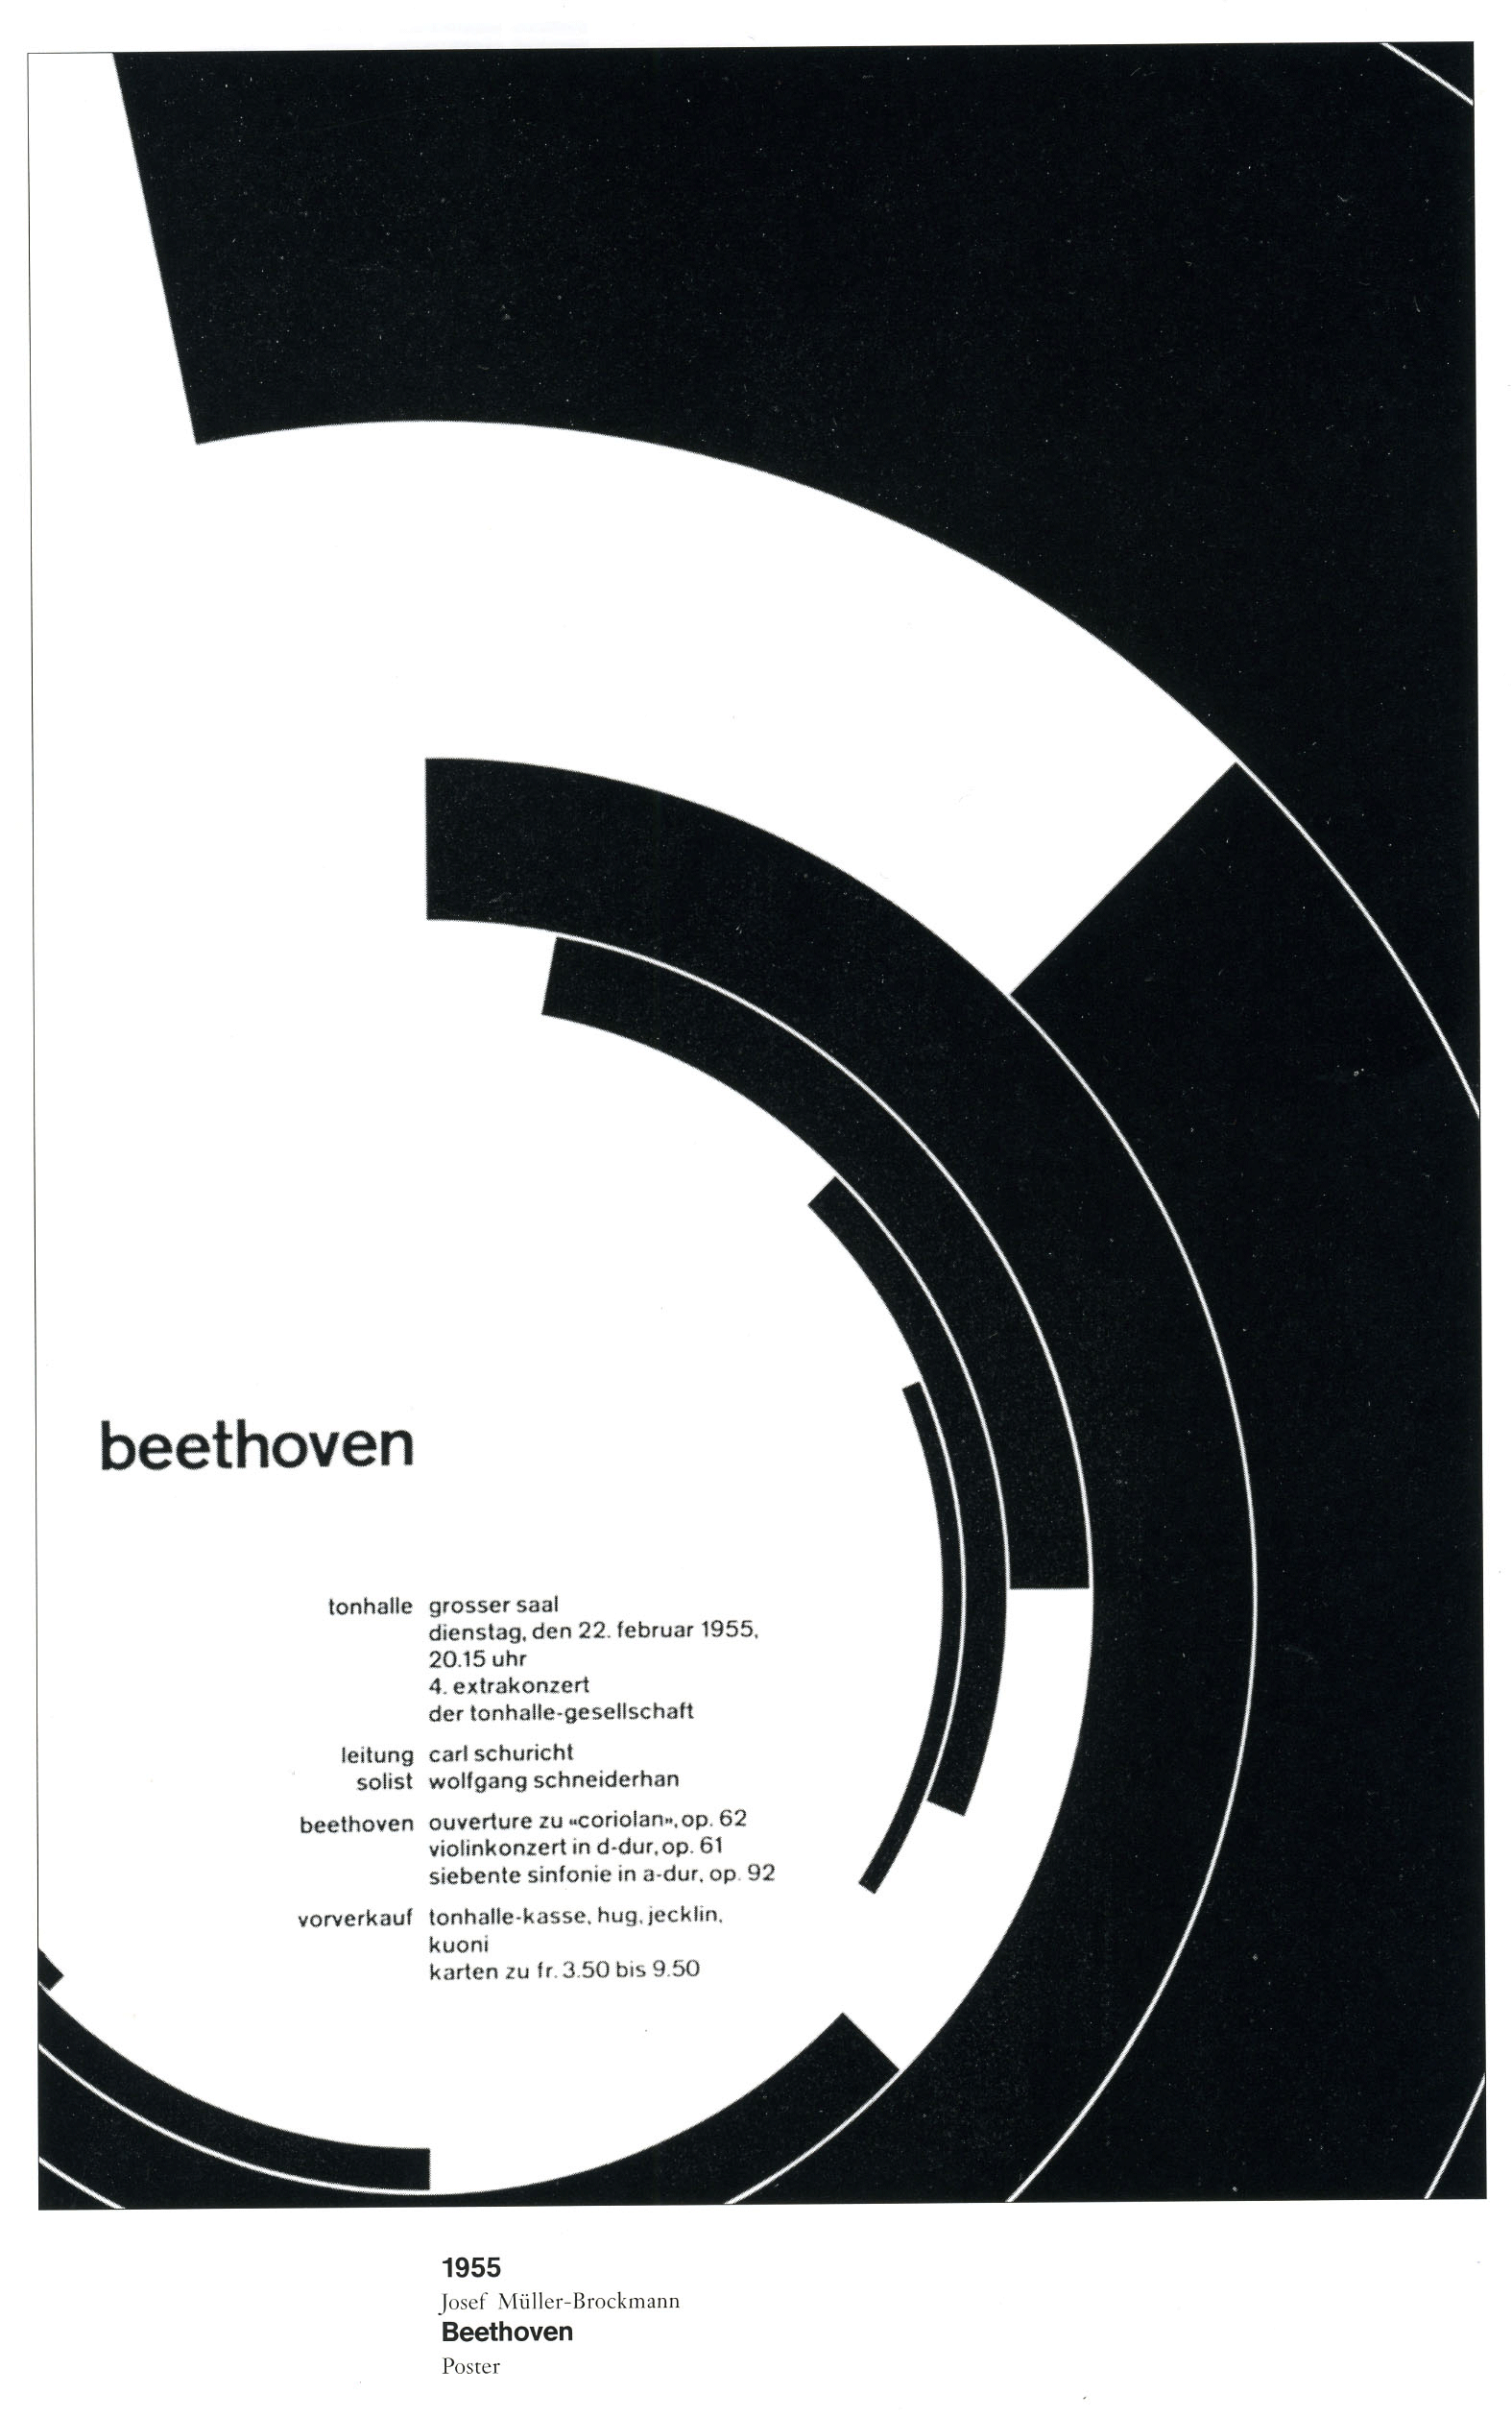 beethoven
tonhalle grosser saal
dienstag, den 22. februar 1955,
20.15 uhr
4. extrakonzert
der tonhalle-gesellschaft
leitung carl schuricht
solist wolfgang schneiderhan
beethoven ouverture zu «coriolan», op. 62
violinkonzert in d-dur, op. 61
siebente sinfonie in a-dur, op. 92
vorverkauf tonhalle-kasse, hug, jecklin,
kuoni
karten zu fr. 3.50 bis 9.50
1955
Josef Müller-Brockmann
Beethoven
Poster